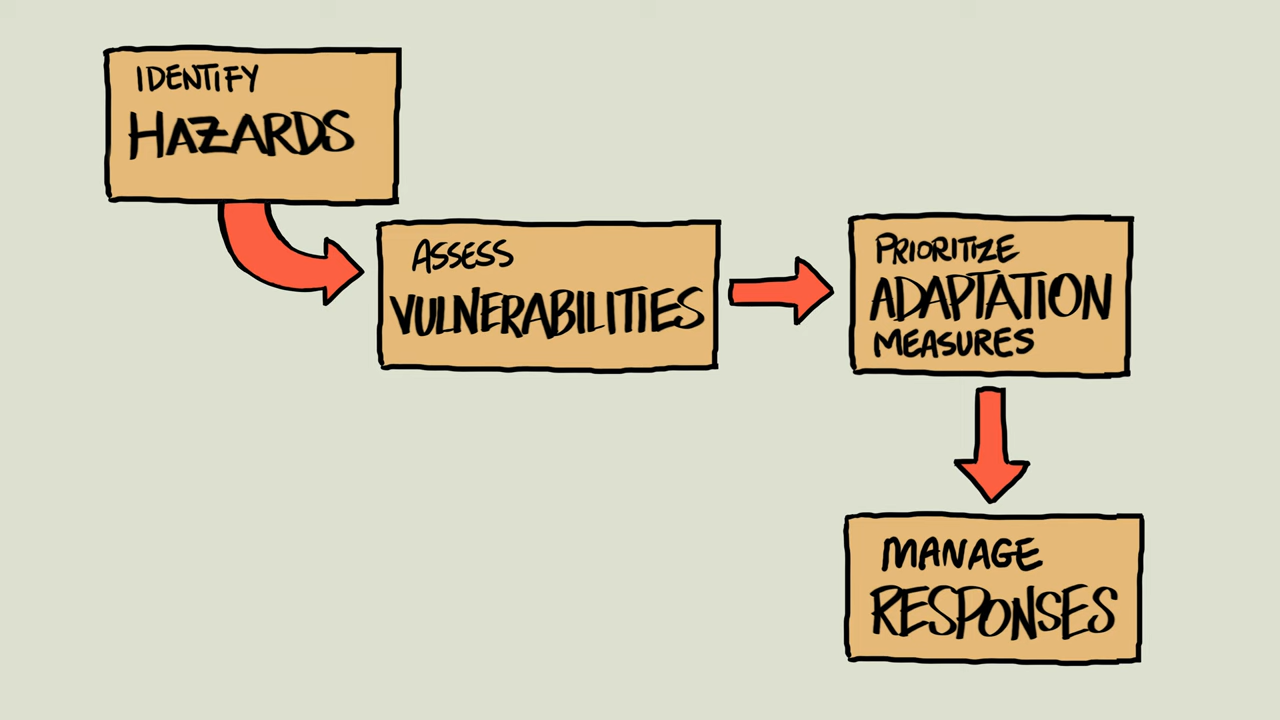 IDENTIFY
HAZARDS
ASSESS
VULNERABILITIES
PRIORITIZE
ADAPTATION
MEASURES
MANAGE
RESPONSES